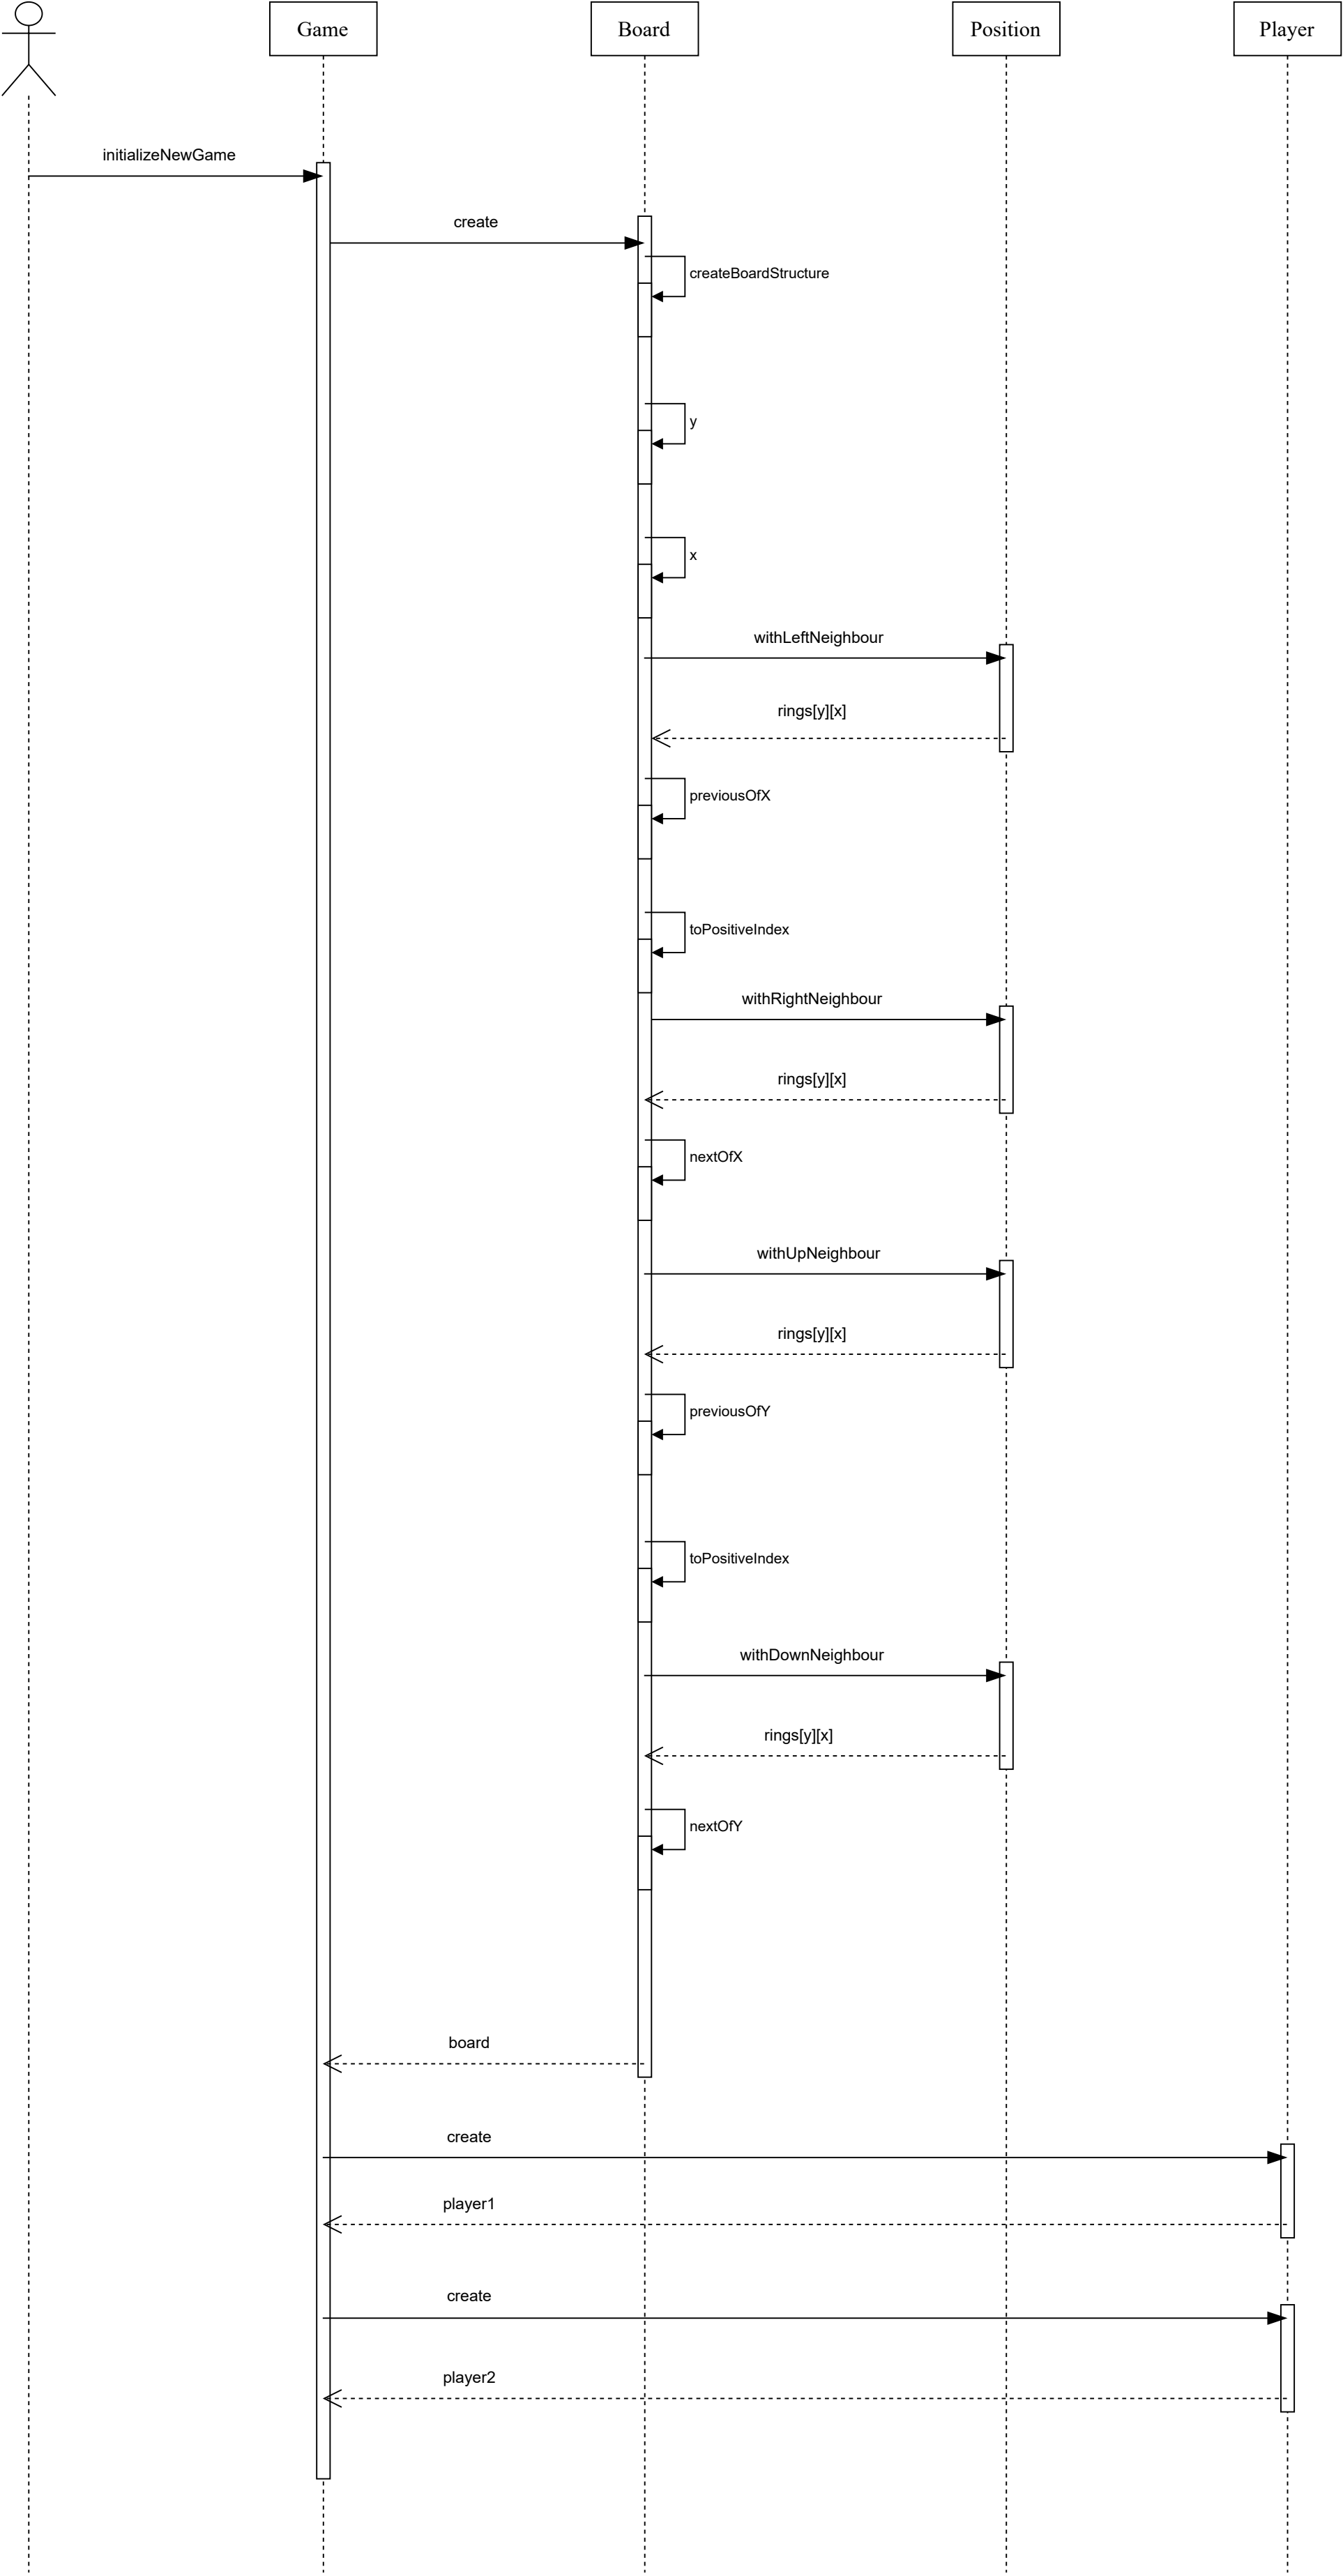 Game
Board
Position
Player
initializeNewGame
create
createBoardStructure
y
x
withLeftNeighbour
rings[y][x]
previousOfX
toPositiveIndex
withRightNeighbour
rings[y][x]
nextOfX
withUpNeighbour
rings[y][x]
previousOfY
toPositiveIndex
withDownNeighbour
rings[y][x]
nextOfY
board
create
player1
create
player2